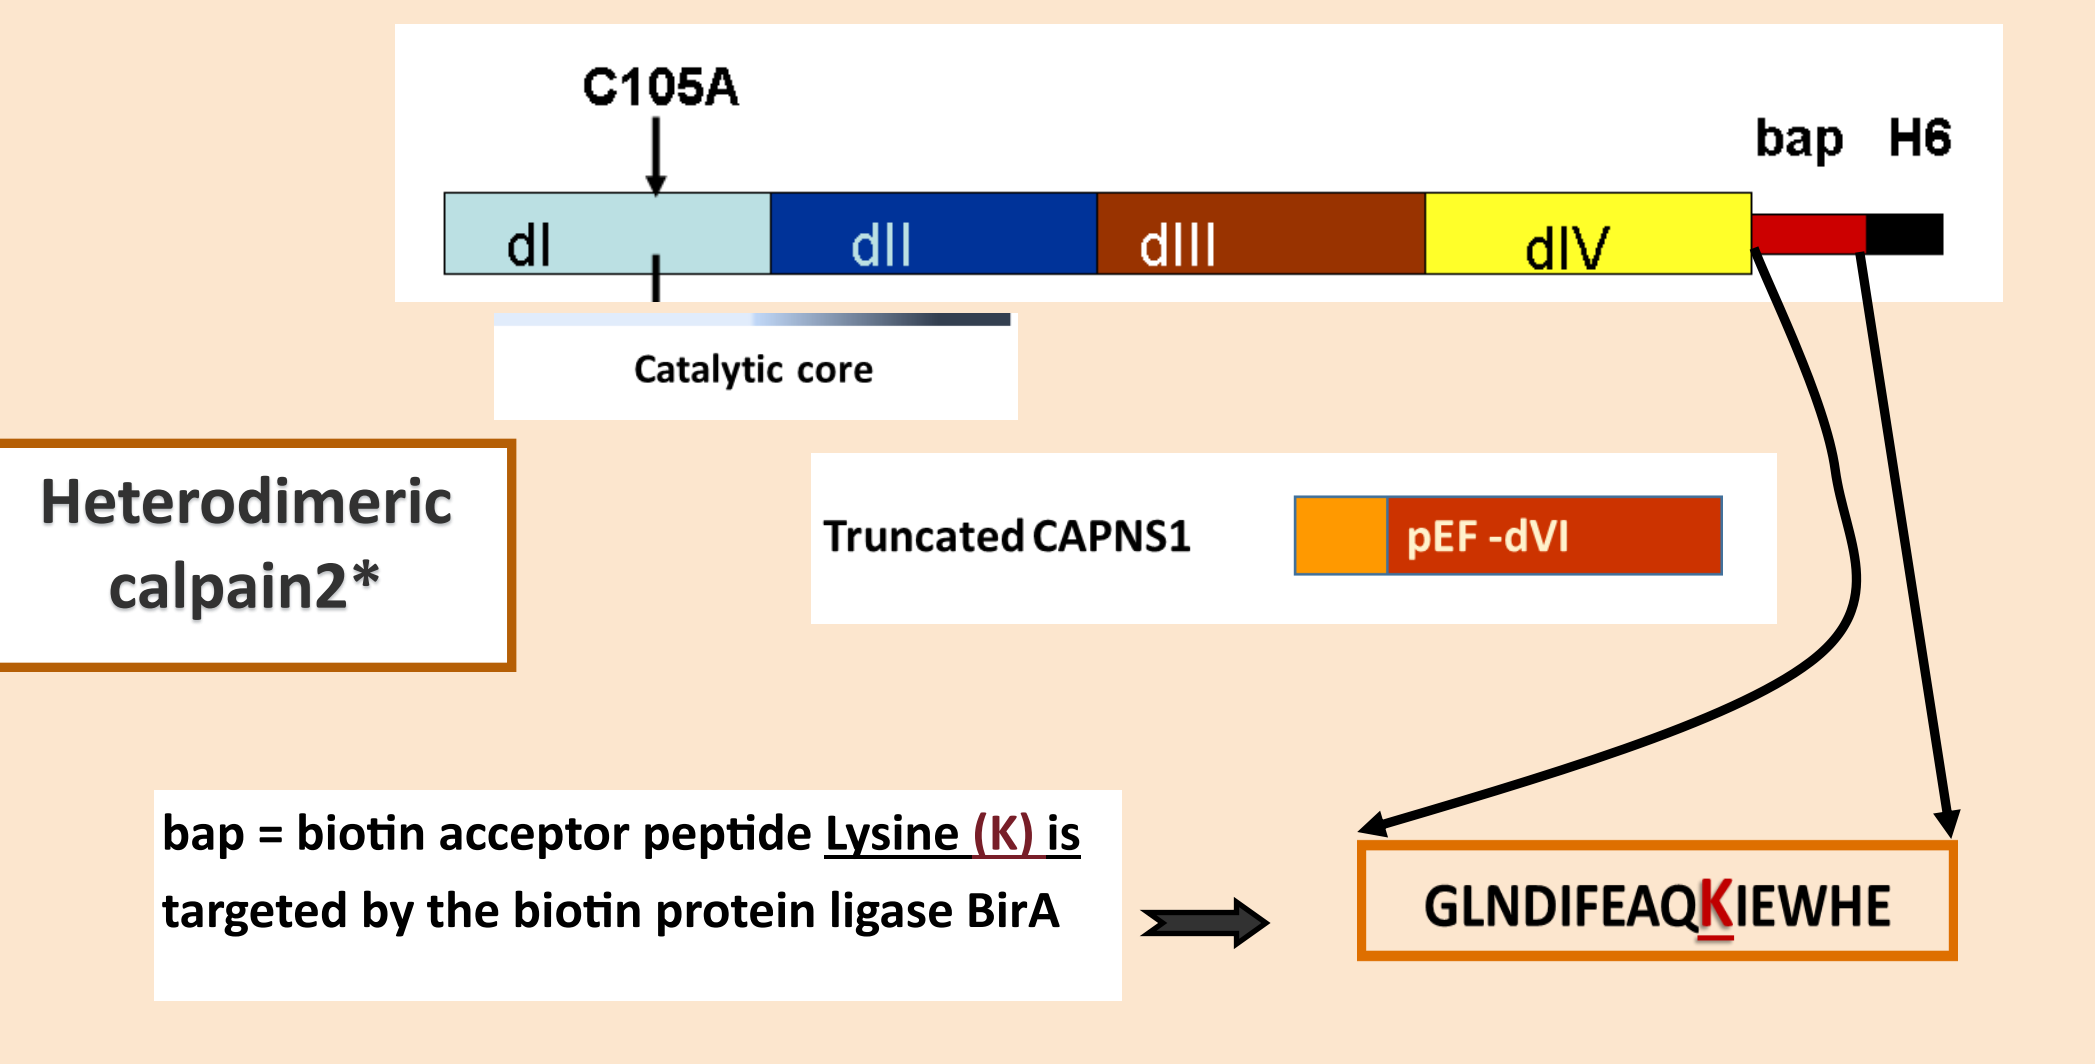 C105A
bap H6
dI dII dIII dIV
Catalytic core
Heterodimeric
calpain2*
Truncated CAPNS1
pEF -dVI
bap = biotin acceptor peptide Lysine (K) is
targeted by the biotin protein ligase BirA
GLNDIFEAQKIEWHE